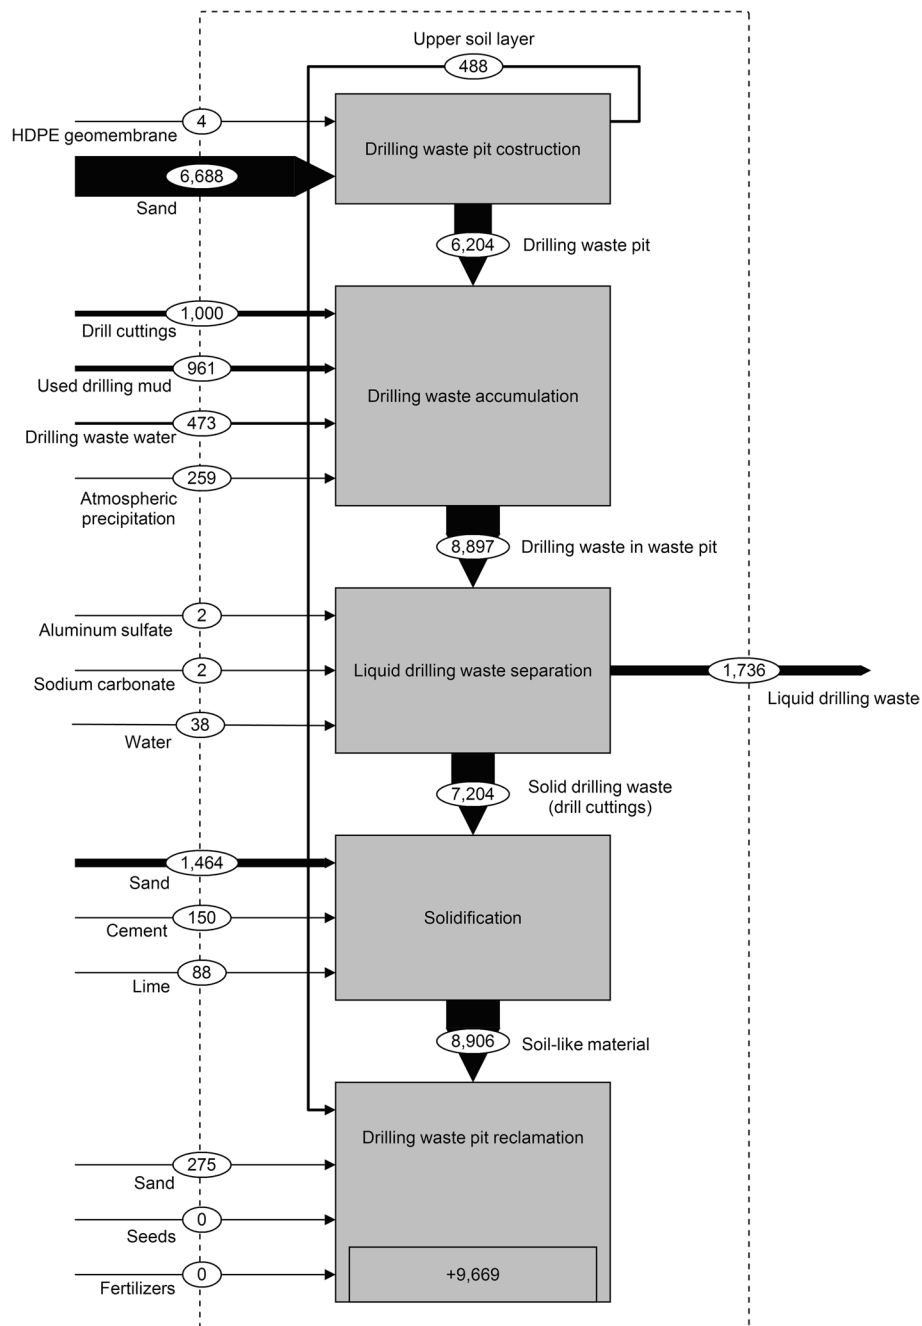 Upper soil layer
488
4
HDPE geomembrane
Drilling waste pit costruction
6,688
Sand
6,204
Drilling waste pit
1,000
Drill cuttings
961
Used drilling mud
Drilling waste accumulation
473
Drilling waste water
259
Atmospheric
precipitation
8,897
Drilling waste in waste pit
2
Aluminum sulfate
2
Sodium carbonate
Liquid drilling waste separation
1,736
Liquid drilling waste
38
Water
7,204
Solid drilling waste
(drill cuttings)
1,464
Sand
150
Cement
Solidification
88
Lime
8,906
Soil-like material
Drilling waste pit reclamation
275
Sand
0
Seeds
0
Fertilizers
+9,669